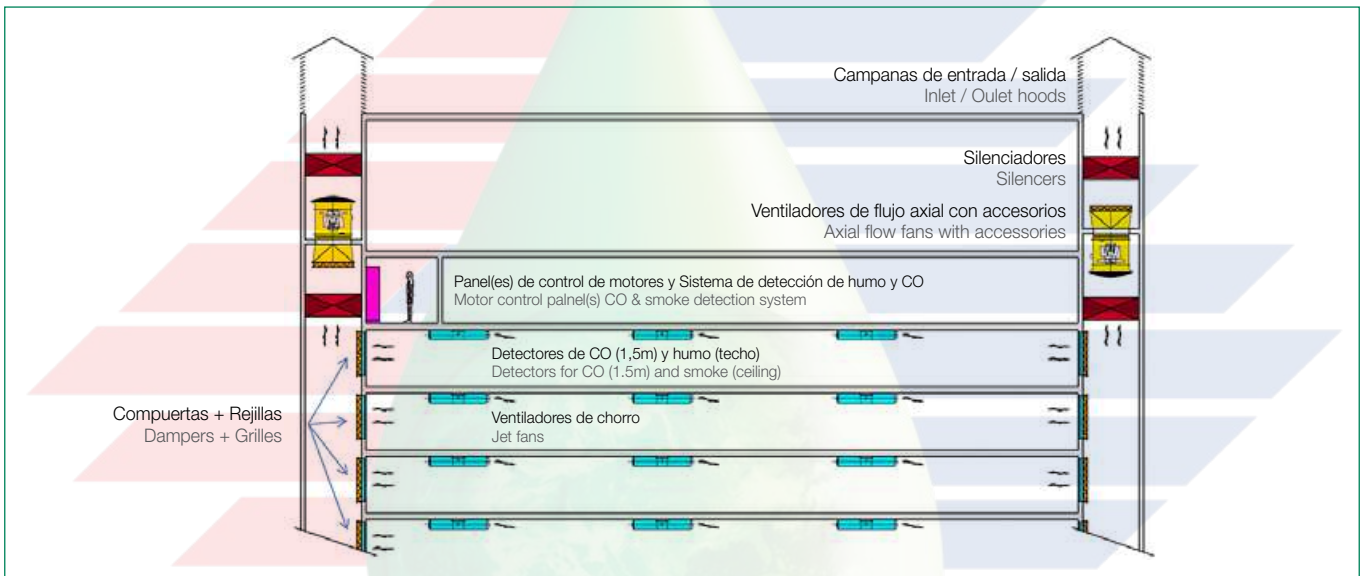 Campanas de entrada / salida
Inlet / Oulet hoods
Silenciadores
Silencers
Ventiladores de flujo axial con accesorios
Axial flow fans with accessories
Panel(es) de control de motores y Sistema de detección de humo y CO
Motor control palnel(s) CO & smoke detection system
Detectores de CO (1,5m) y humo (techo)
Detectors for CO (1.5m) and smoke (ceiling)
Compuertas + Rejillas
Dampers + Grilles
Ventiladores de chorro
Jet fans